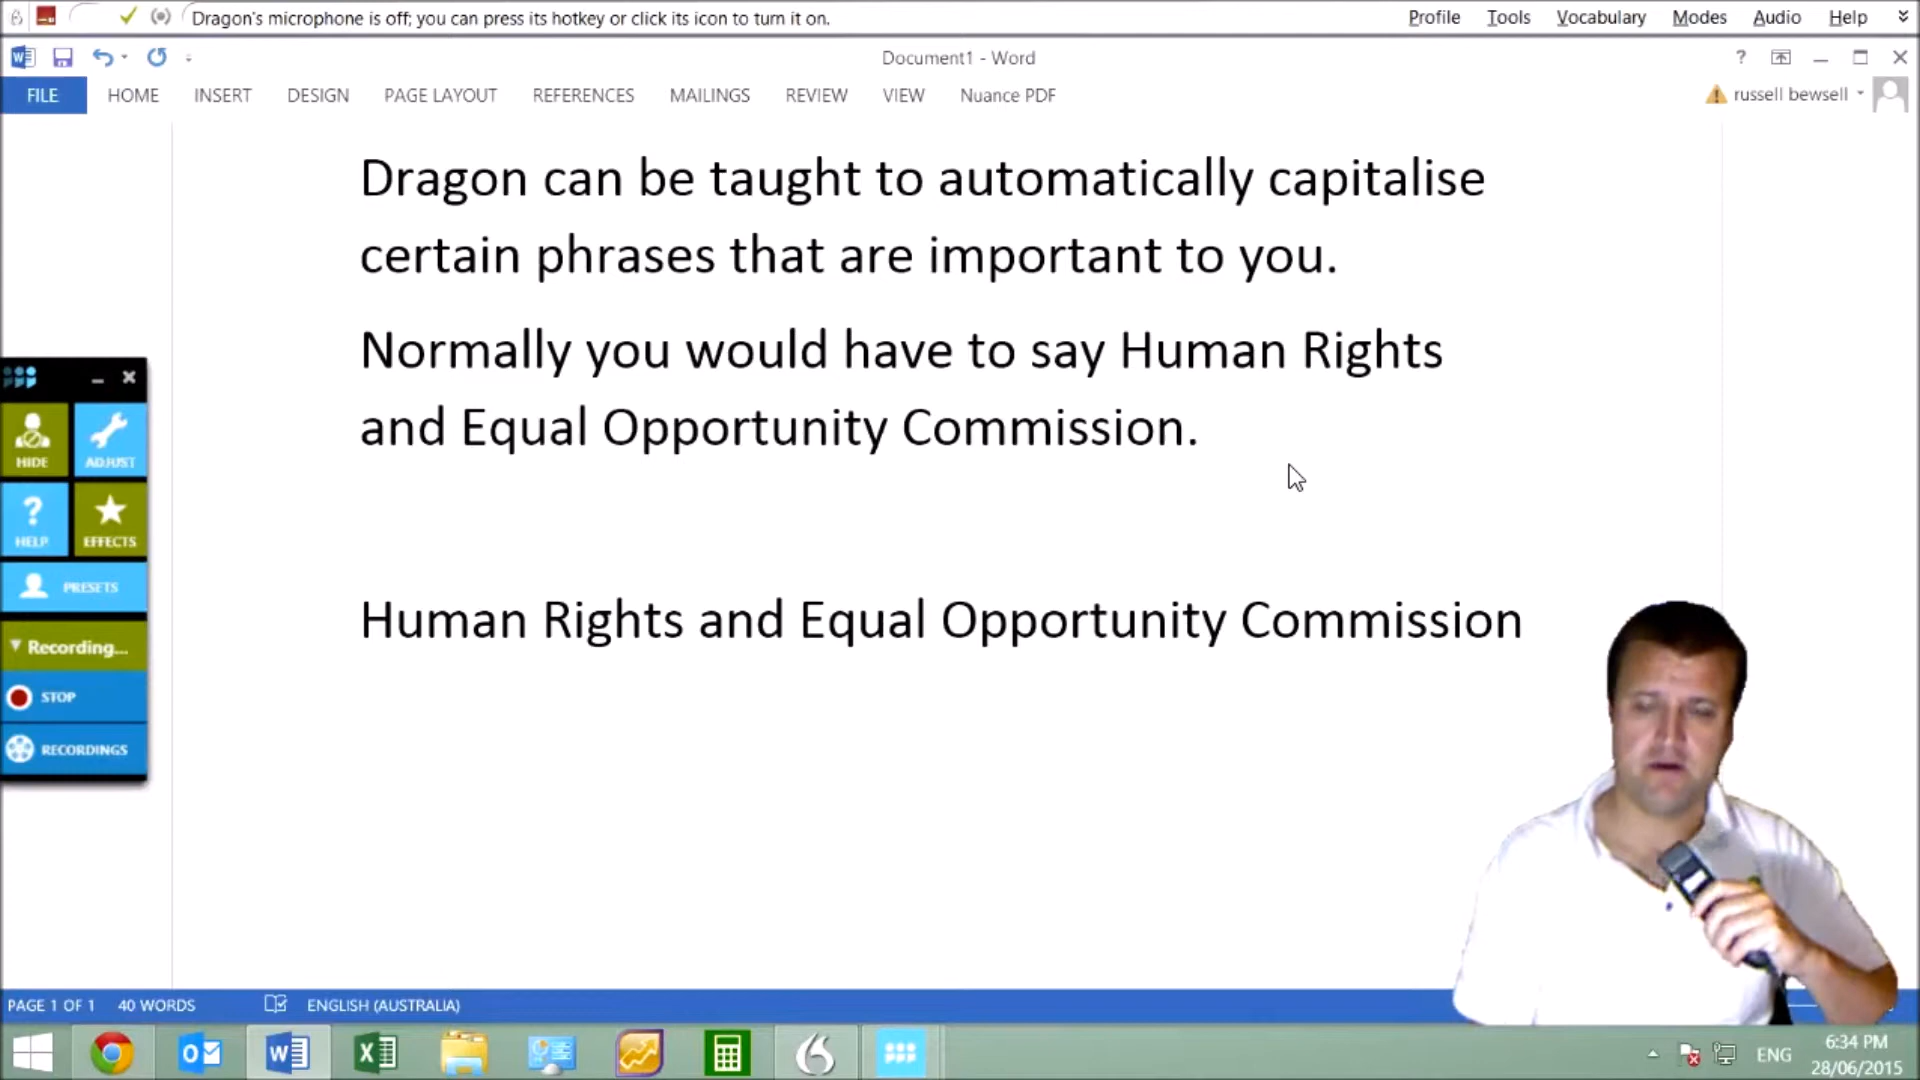 Dragon's microphone is off; you can press its hotkey or click its icon to turn it on.
Profile Tools Vocabulary Modes Audio Help
Document1 - Word
FILE HOME INSERT DESIGN PAGE LAYOUT REFERENCES MAILINGS REVIEW VIEW Nuance PDF
russell bewsell
Dragon can be taught to automatically capitalise
certain phrases that are important to you.
Normally you would have to say Human Rights
and Equal Opportunity Commission.
Human Rights and Equal Opportunity Commission
HIDE ADJUST
HELP EFFECTS
PRESETS
Recording...
STOP
RECORDINGS
PAGE 1 OF 1 40 WORDS ENGLISH (AUSTRALIA)
ENG
6:34 PM
28/06/2015